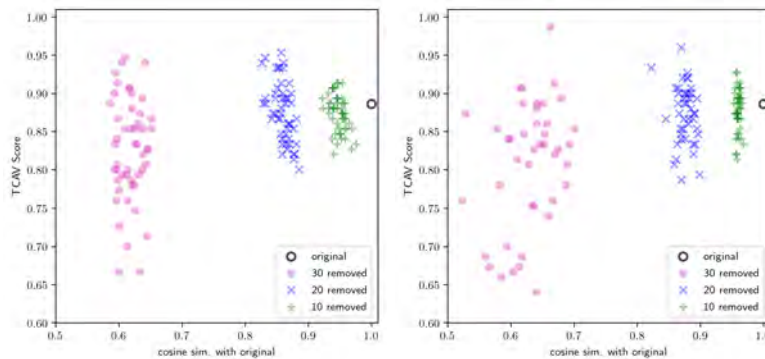 1.00
0.95
0.90
0.85
0.80
0.75
0.70
0.65
0.60
TCAV Score
original
30 removed
20 removed
10 removed
0.5 0.6 0.7 0.8 0.9 1.0
cosine sim. with original
1.00
0.95
0.90
0.85
0.80
0.75
0.70
0.65
0.60
TCAV Score
original
30 removed
20 removed
10 removed
0.5 0.6 0.7 0.8 0.9 1.0
cosine sim. with original